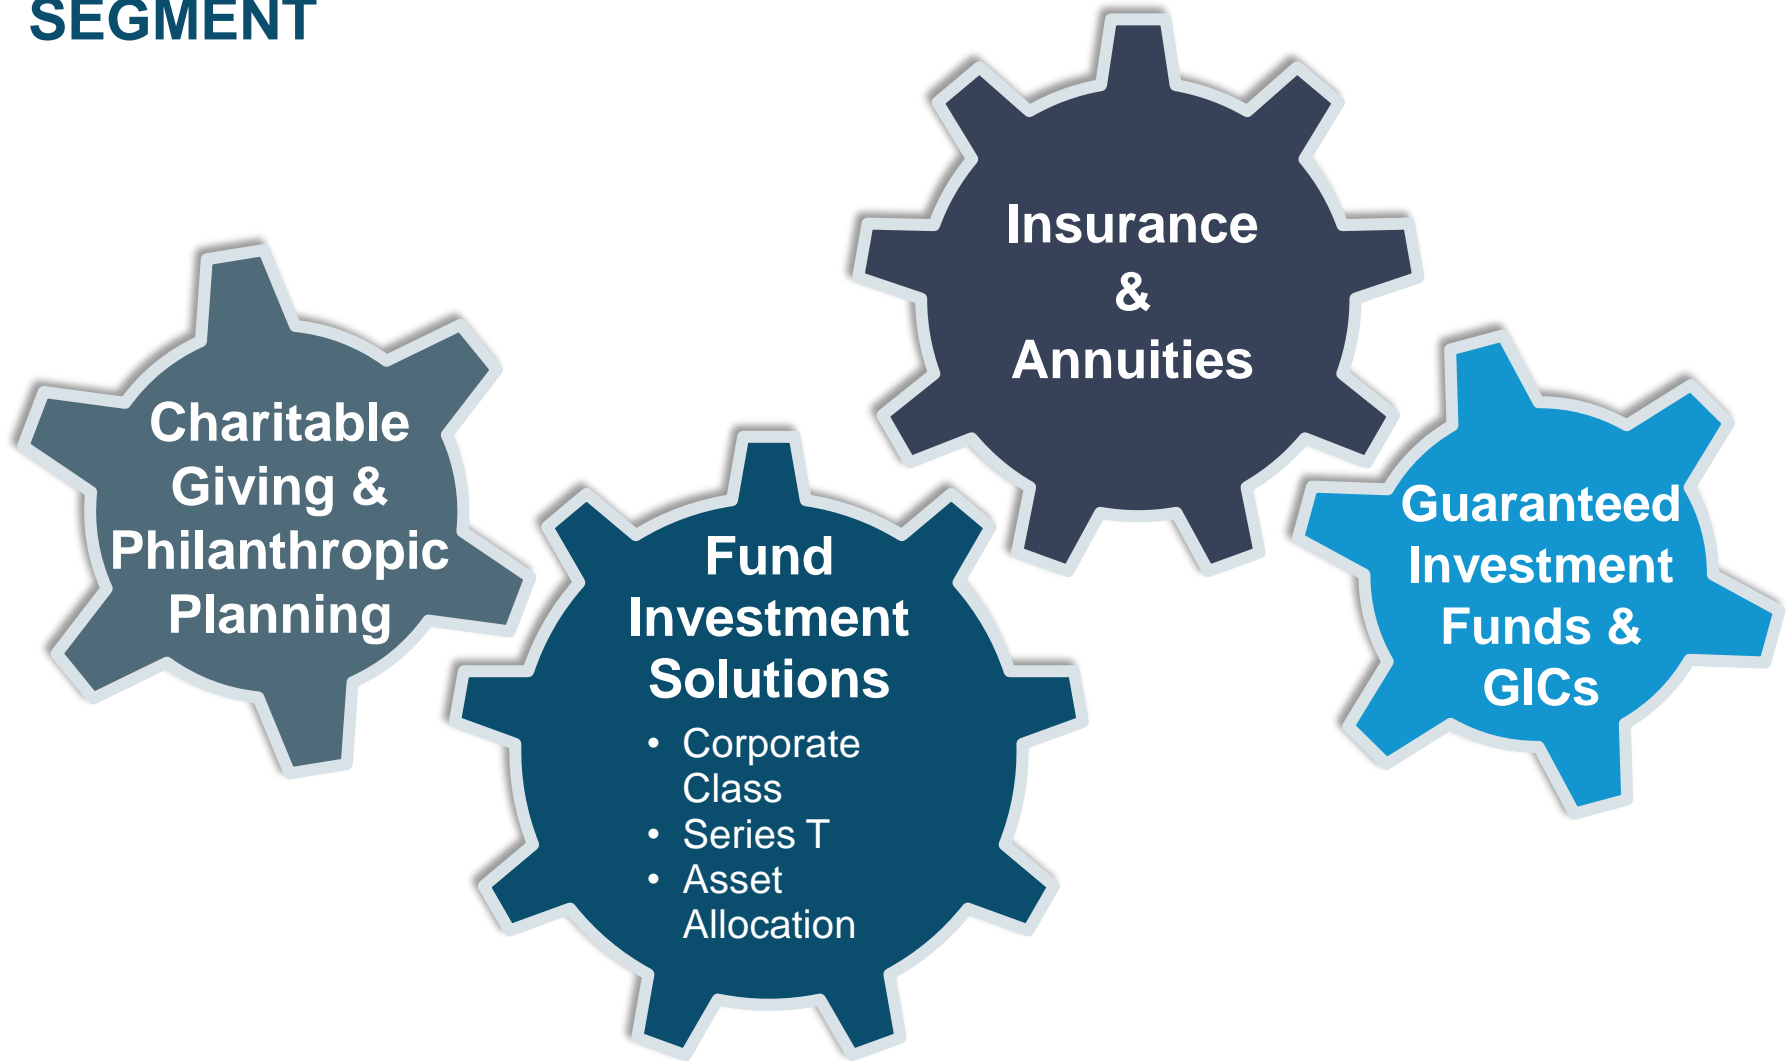 SEGMENT
Charitable
Giving &
Philanthropic
Planning
Fund
Investment
Solutions
• Corporate
Class
• Series T
• Asset
Allocation
Insurance
&
Annuities
Guaranteed
Investment
Funds &
GICs